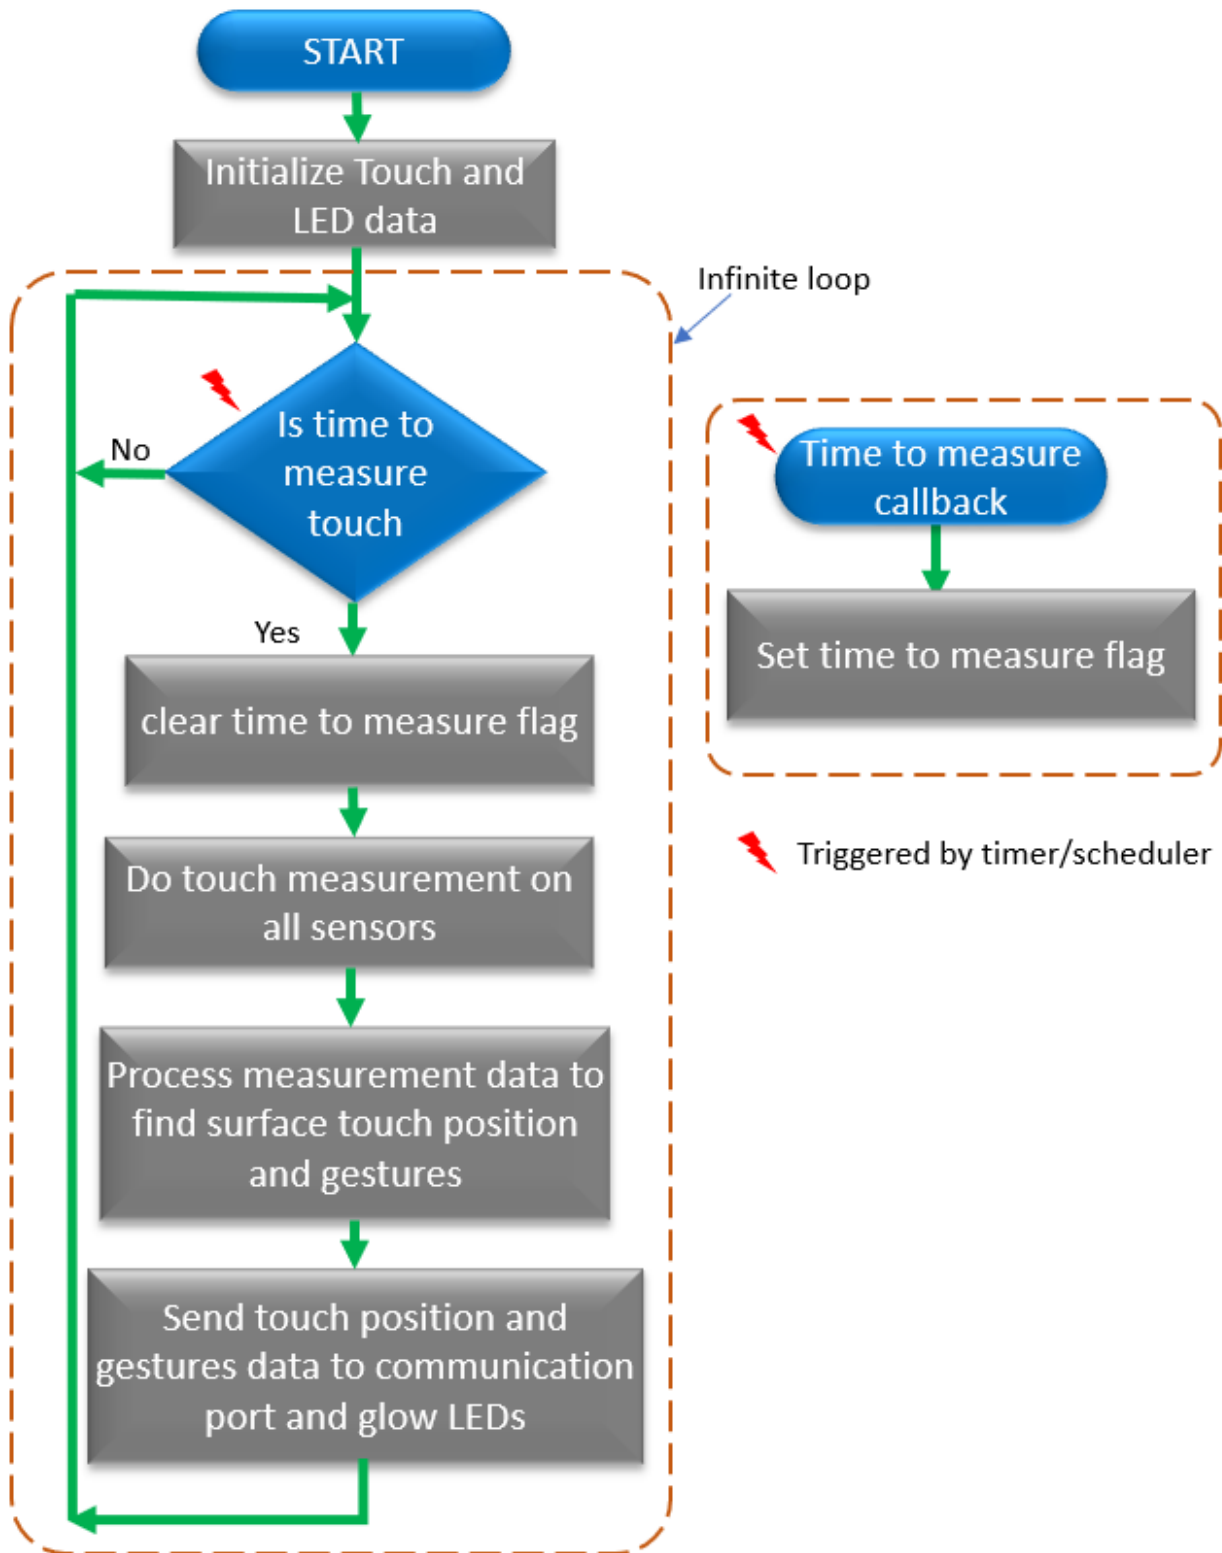 START
Initialize Touch and
LED data
Infinite loop
Is time to
measure
touch
No
Yes
clear time to measure flag
Do touch measurement on
all sensors
Process measurement data to
find surface touch position
and gestures
Send touch position and
gestures data to communication
port and glow LEDs
Time to measure
callback
Set time to measure flag
Triggered by timer/scheduler